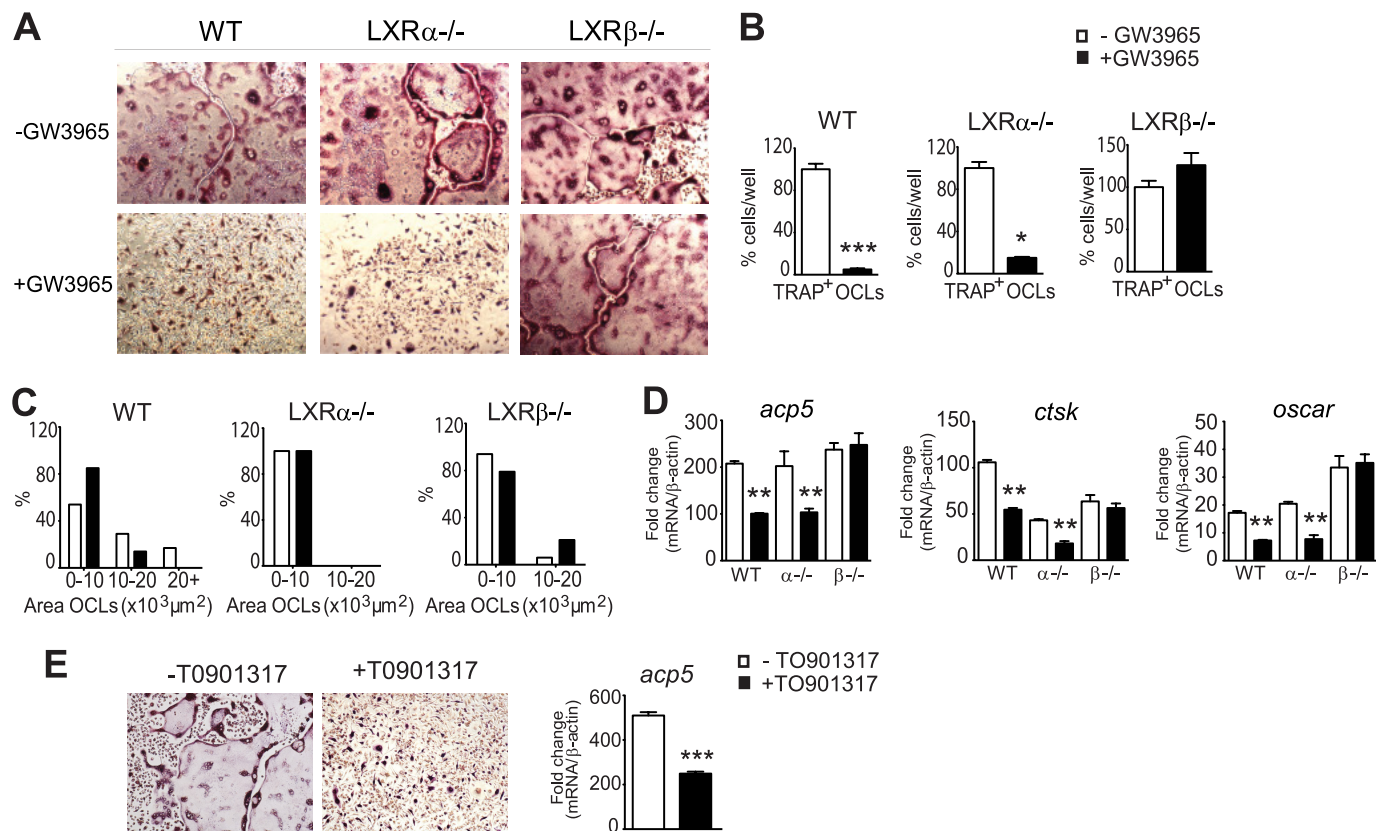 A
WT
LXRα-/-
LXRβ-/-
-GW3965
+GW3965
B
- GW3965
+GW3965
WT
% cells/well
120
80
40
0
***
TRAP+ OCLs
LXRα-/-
% cells/well
120
80
40
0
*
TRAP+ OCLs
LXRβ-/-
% cells/well
150
100
50
0
TRAP+ OCLs
C
WT
%
120
80
40
0
0-10 10-20 20+
Area OCLs (x10³µm²)
LXRα-/-
%
120
80
40
0
0-10 10-20
Area OCLs (x10³µm²)
LXRβ-/-
%
120
80
40
0
0-10 10-20
Area OCLs (x10³µm²)
D
acp5
Fold change
(mRNA/β-actin)
300
200
100
0
** **
WT α-/- β-/-
ctsk
Fold change
(mRNA/β-actin)
150
100
50
0
** **
WT α-/- β-/-
oscar
Fold change
(mRNA/β-actin)
50
40
30
20
10
0
** **
WT α-/- β-/-
E
-T0901317
+T0901317
acp5
- TO901317
+TO901317
Fold change
(mRNA/β-actin)
600
400
200
0
***